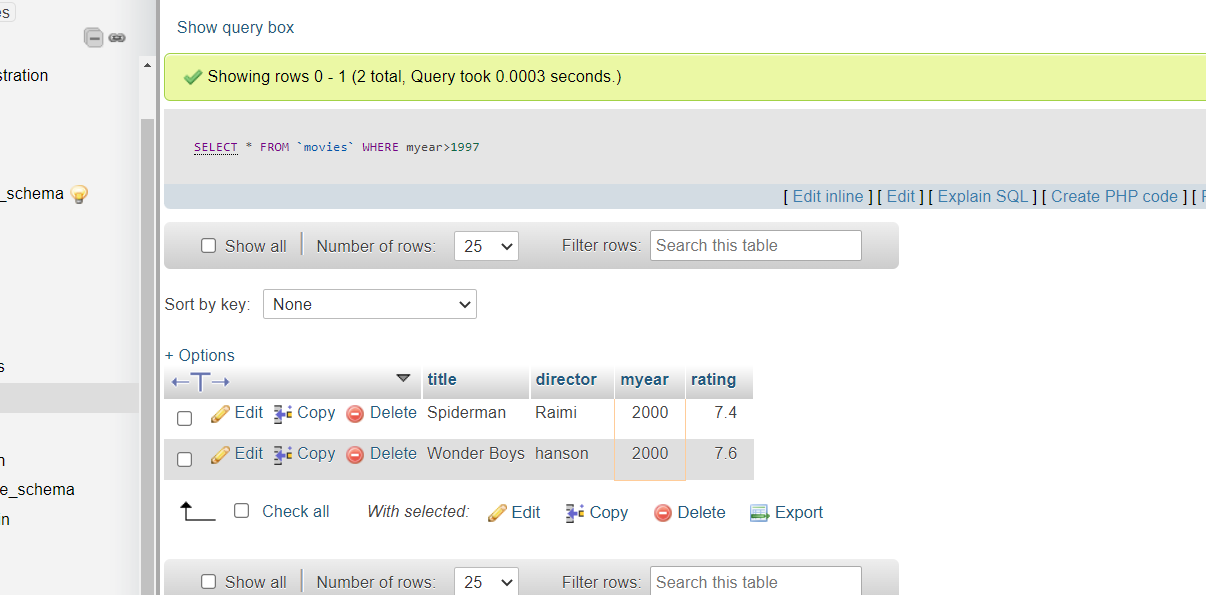 es
Show query box
stration
Showing rows 0 - 1 (2 total, Query took 0.0003 seconds.)
SELECT * FROM `movies` WHERE myear>1997
_schema
[ Edit inline ] [ Edit ] [ Explain SQL ] [ Create PHP code ] [
Show all Number of rows: 25 Filter rows: Search this table
Sort by key: None
+ Options
s
title director myear rating
Edit Copy Delete Spiderman Raimi 2000 7.4
Edit Copy Delete Wonder Boys hanson 2000 7.6
n
e_schema
Check all With selected: Edit Copy Delete Export
in
Show all Number of rows: 25 Filter rows: Search this table